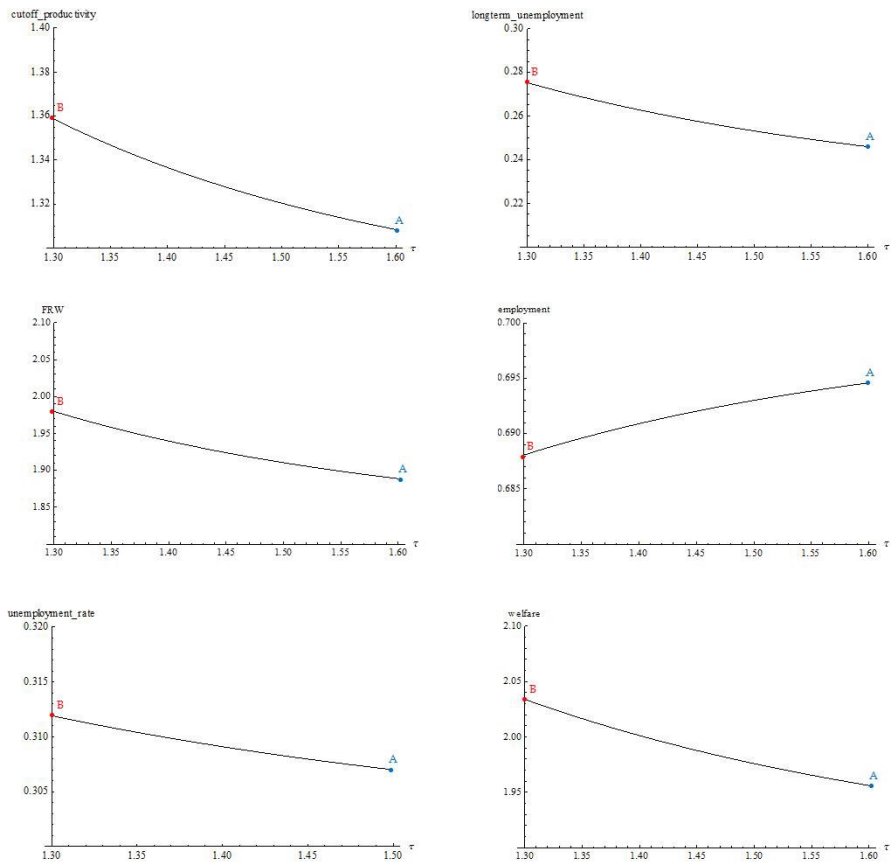 cutoff_productivity
1.40
1.38
1.36
1.34
1.32
B
A
1.30 1.35 1.40 1.45 1.50 1.55 1.60 τ
longterm_unemployment
0.30
0.28
0.26
0.24
0.22
0.20
B
A
1.30 1.35 1.40 1.45 1.50 1.55 1.60 τ
FRW
2.10
2.05
2.00
1.95
1.90
1.85
B
A
1.30 1.35 1.40 1.45 1.50 1.55 1.60 τ
employment
0.700
0.695
0.690
0.685
B
A
1.30 1.35 1.40 1.45 1.50 1.55 1.60 τ
unemployment_rate
0.320
0.315
0.310
0.305
B
A
1.30 1.35 1.40 1.45 1.50 τ
welfare
2.10
2.05
2.00
1.95
B
A
1.30 1.35 1.40 1.45 1.50 1.55 1.60 τ